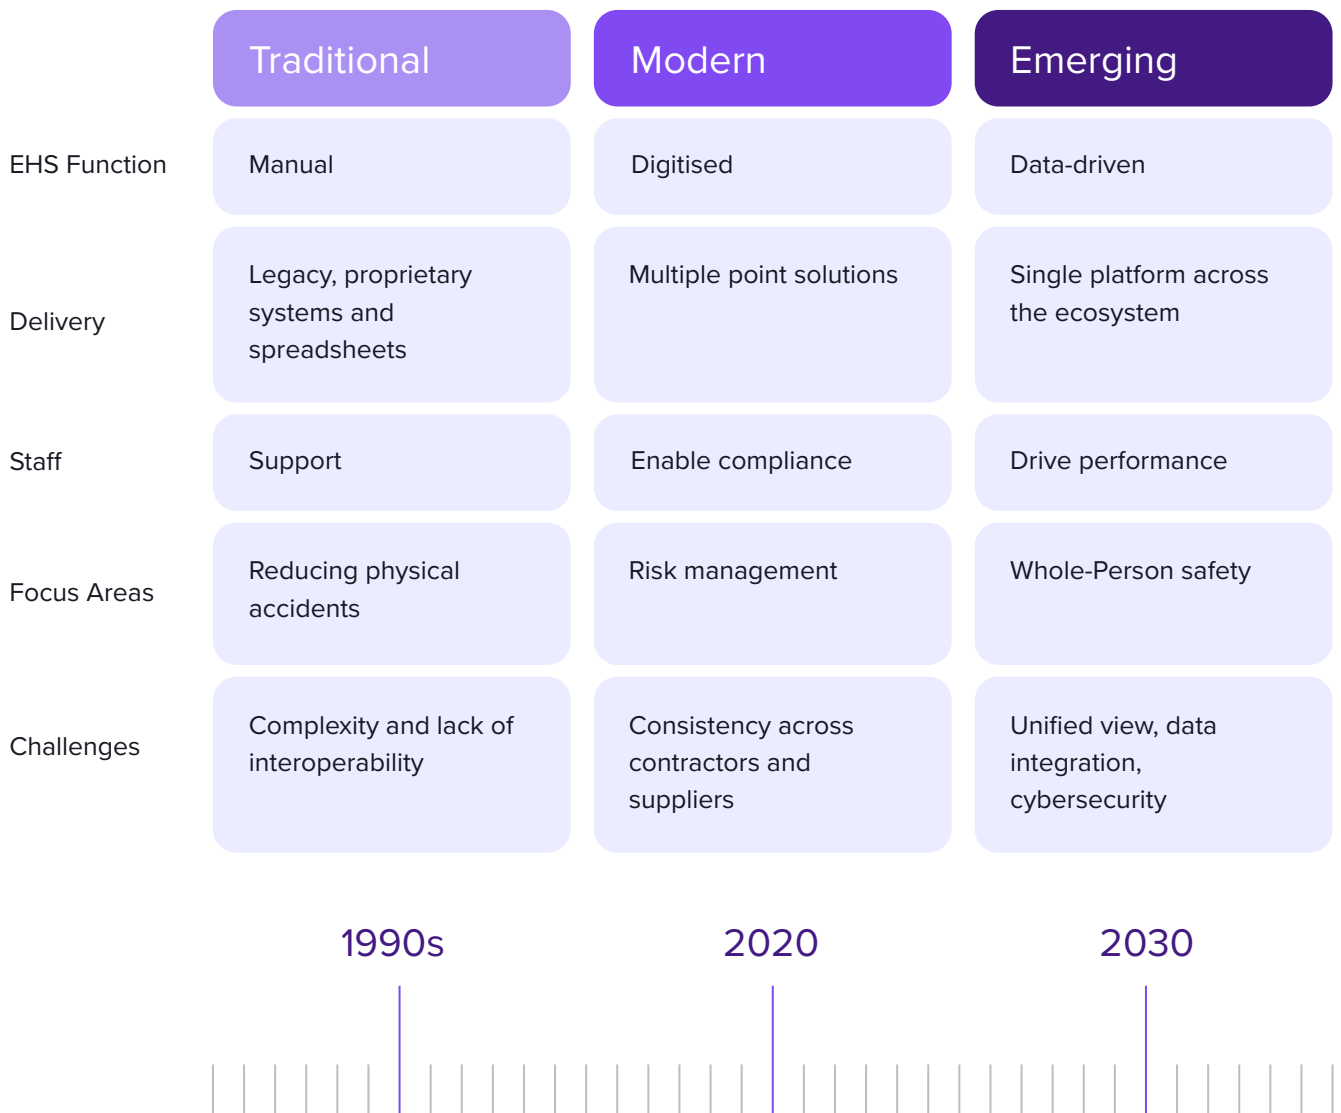 Traditional
Modern
Emerging
EHS Function
Manual
Digitised
Data-driven
Delivery
Legacy, proprietary
systems and
spreadsheets
Multiple point solutions
Single platform across
the ecosystem
Staff
Support
Enable compliance
Drive performance
Focus Areas
Reducing physical
accidents
Risk management
Whole-Person safety
Challenges
Complexity and lack of
interoperability
Consistency across
contractors and
suppliers
Unified view, data
integration,
cybersecurity
1990s
2020
2030